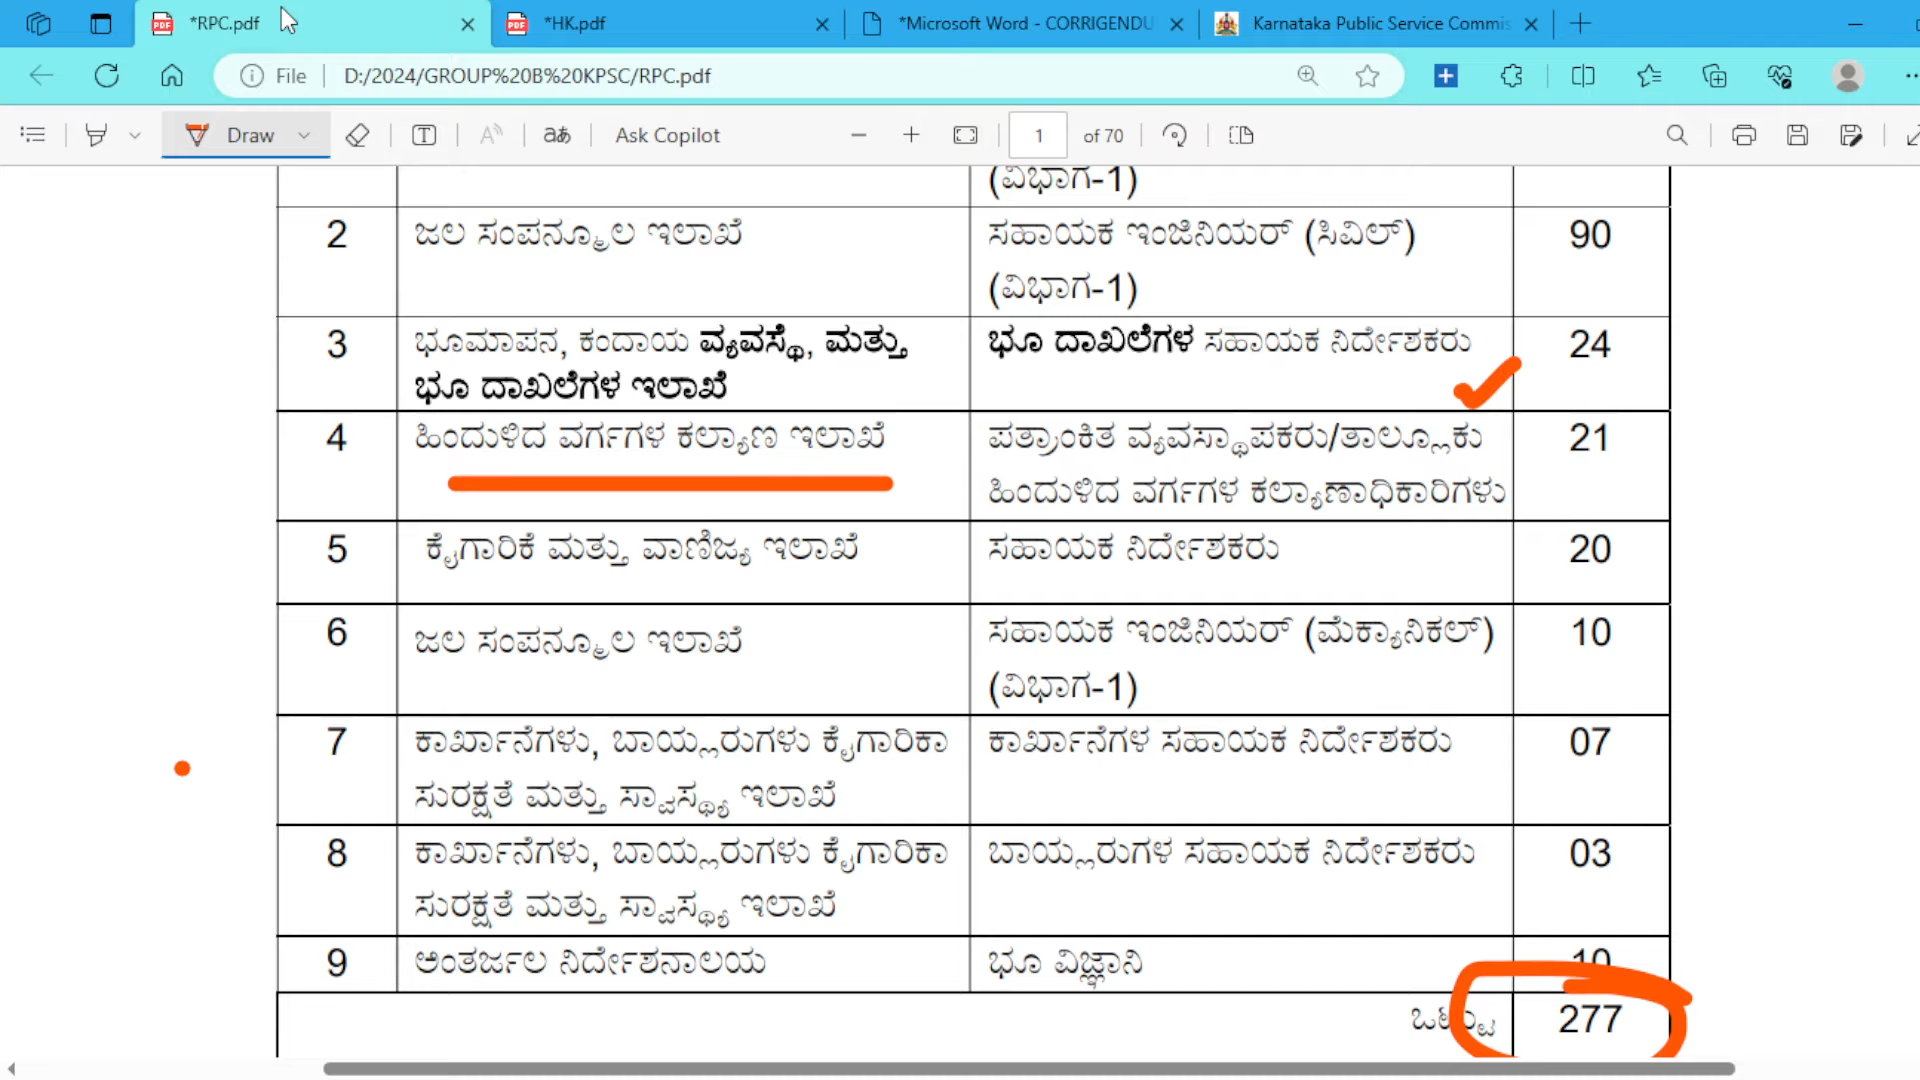 *RPC.pdf
*HK.pdf
*Microsoft Word - CORRIGENDU
Karnataka Public Service Commis
File
D:/2024/GROUP%20B%20KPSC/RPC.pdf
Draw
Ask Copilot
1 of 70
(ವಿಭಾಗ-1)
2 ಜಲ ಸಂಪನ್ಮೂಲ ಇಲಾಖೆ ಸಹಾಯಕ ಇಂಜಿನಿಯರ್ (ಸಿವಿಲ್) 90
(ವಿಭಾಗ-1)
3 ಭೂಮಾಪನ, ಕಂದಾಯ ವ್ಯವಸ್ಥೆ, ಮತ್ತು ಭೂ ದಾಖಲೆಗಳ ಸಹಾಯಕ ನಿರ್ದೇಶಕರು 24
ಭೂ ದಾಖಲೆಗಳ ಇಲಾಖೆ
4 ಹಿಂದುಳಿದ ವರ್ಗಗಳ ಕಲ್ಯಾಣ ಇಲಾಖೆ ಪತ್ರಾಂಕಿತ ವ್ಯವಸ್ಥಾಪಕರು/ತಾಲ್ಲೂಕು 21
ಹಿಂದುಳಿದ ವರ್ಗಗಳ ಕಲ್ಯಾಣಾಧಿಕಾರಿಗಳು
5 ಕೈಗಾರಿಕೆ ಮತ್ತು ವಾಣಿಜ್ಯ ಇಲಾಖೆ ಸಹಾಯಕ ನಿರ್ದೇಶಕರು 20
6 ಜಲ ಸಂಪನ್ಮೂಲ ಇಲಾಖೆ ಸಹಾಯಕ ಇಂಜಿನಿಯರ್ (ಮೆಕ್ಯಾನಿಕಲ್) 10
(ವಿಭಾಗ-1)
7 ಕಾರ್ಖಾನೆಗಳು, ಬಾಯ್ಲರುಗಳು ಕೈಗಾರಿಕಾ ಕಾರ್ಖಾನೆಗಳ ಸಹಾಯಕ ನಿರ್ದೇಶಕರು 07
ಸುರಕ್ಷತೆ ಮತ್ತು ಸ್ವಾಸ್ಥ್ಯ ಇಲಾಖೆ
8 ಕಾರ್ಖಾನೆಗಳು, ಬಾಯ್ಲರುಗಳು ಕೈಗಾರಿಕಾ ಬಾಯ್ಲರುಗಳ ಸಹಾಯಕ ನಿರ್ದೇಶಕರು 03
ಸುರಕ್ಷತೆ ಮತ್ತು ಸ್ವಾಸ್ಥ್ಯ ಇಲಾಖೆ
9 ಅಂತರ್ಜಲ ನಿರ್ದೇಶನಾಲಯ ಭೂ ವಿಜ್ಞಾನಿ 10
ಒಟ್ಟು 277